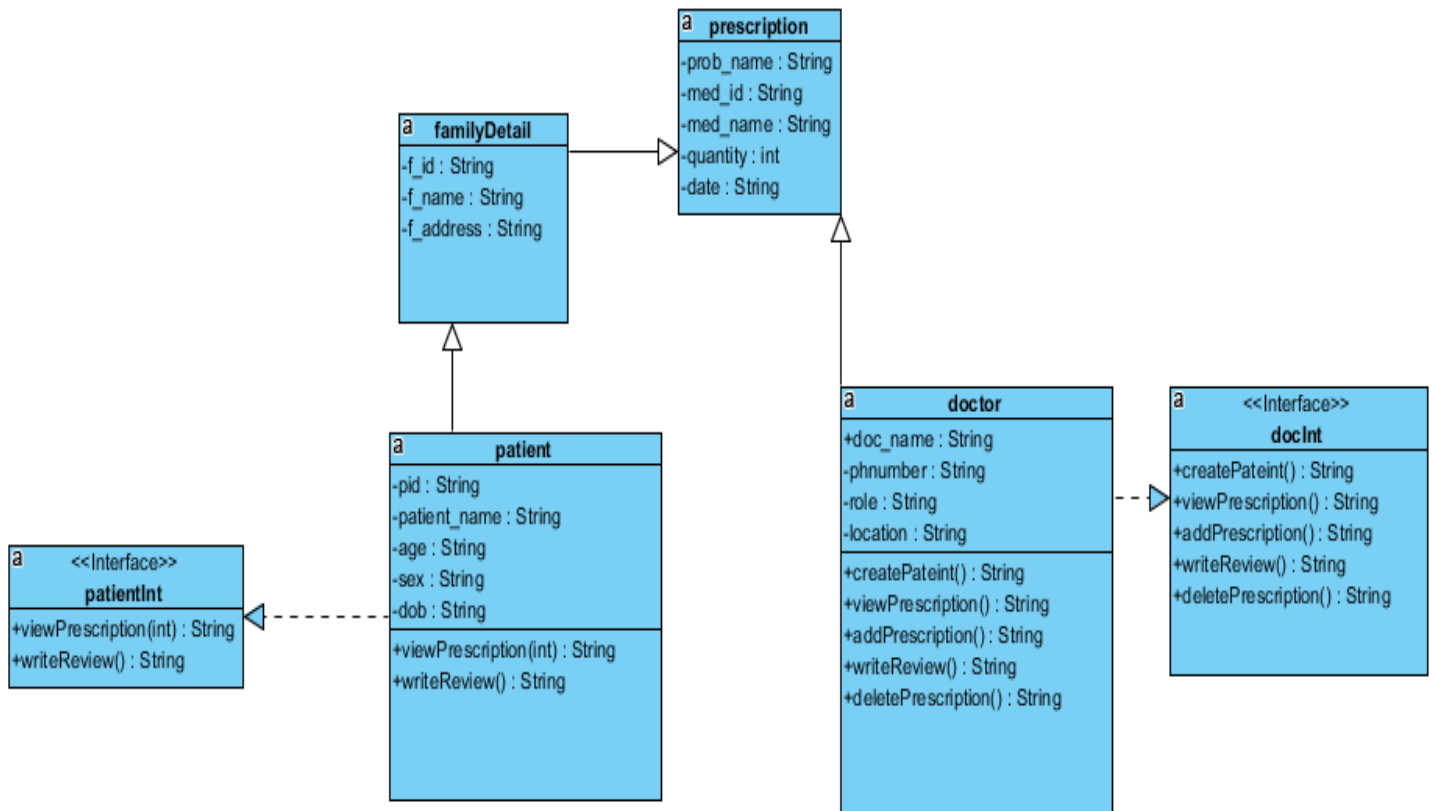 a
prescription
-prob_name : String
-med_id : String
-med_name : String
-quantity : int
-date : String
a
familyDetail
-f_id : String
-f_name : String
-f_address : String
a
patient
-pid : String
-patient_name : String
-age : String
-sex : String
-dob : String
+viewPrescription(int) : String
+writeReview() : String
a
<<Interface>>
patientInt
+viewPrescription(int) : String
+writeReview() : String
a
doctor
+doc_name : String
-phnumber : String
-role : String
-location : String
+createPateint() : String
+viewPrescription() : String
+addPrescription() : String
+writeReview() : String
+deletePrescription() : String
a
<<Interface>>
docInt
+createPateint() : String
+viewPrescription() : String
+addPrescription() : String
+writeReview() : String
+deletePrescription() : String